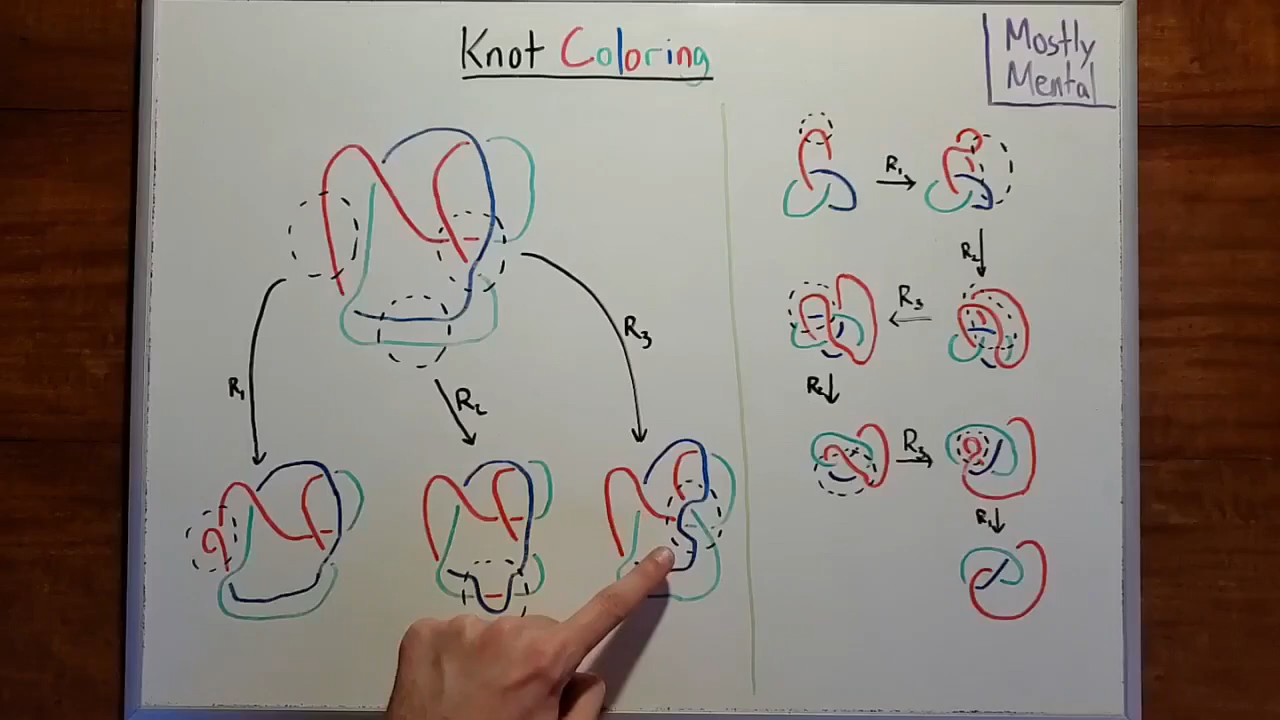 Knot Coloring
Mostly
Mental
R₁
R₂
R₃
R₁
R₂
R₃
R₂
R₃
R₁